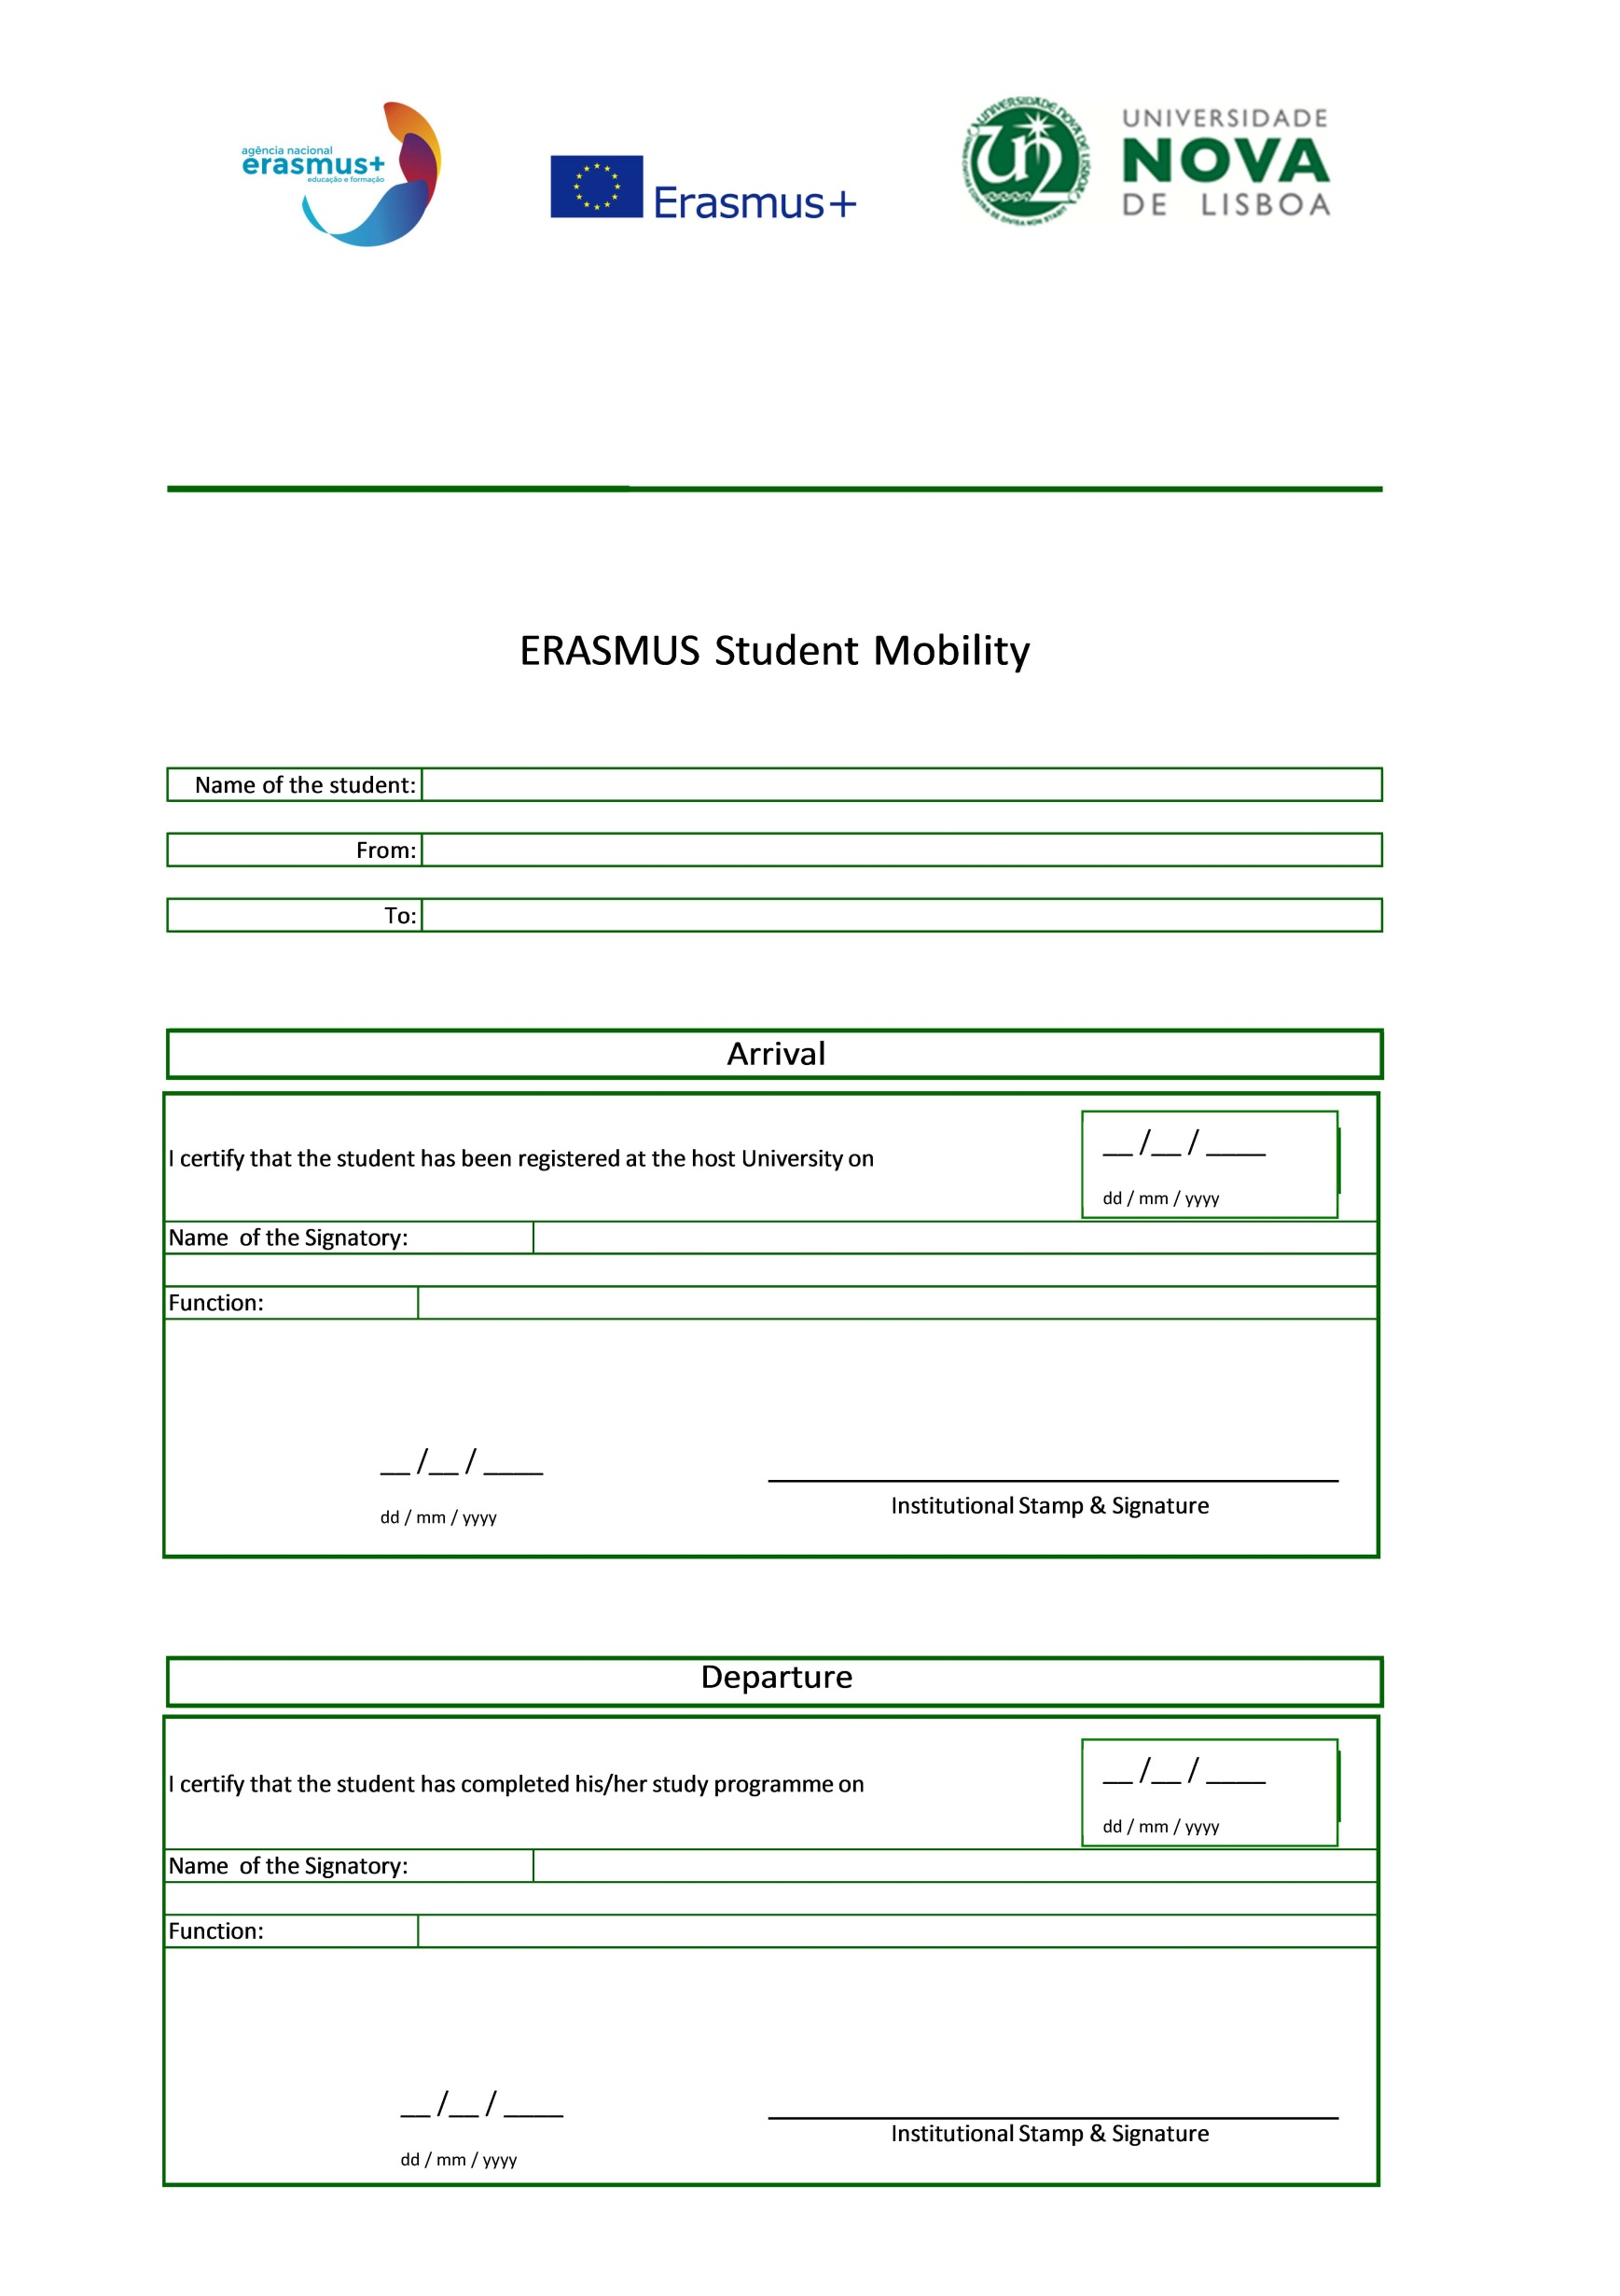 agência nacional
erasmus+
educação e formação
Erasmus+
UNIVERSIDADE
NOVA
DE LISBOA
ERASMUS Student Mobility
Name of the student:
From:
To:
Arrival
I certify that the student has been registered at the host University on
__ /__ / ____
dd / mm / yyyy
Name of the Signatory:
Function:
__ /__ / ____
dd / mm / yyyy
Institutional Stamp & Signature
Departure
I certify that the student has completed his/her study programme on
__ /__ / ____
dd / mm / yyyy
Name of the Signatory:
Function:
__ /__ / ____
dd / mm / yyyy
Institutional Stamp & Signature